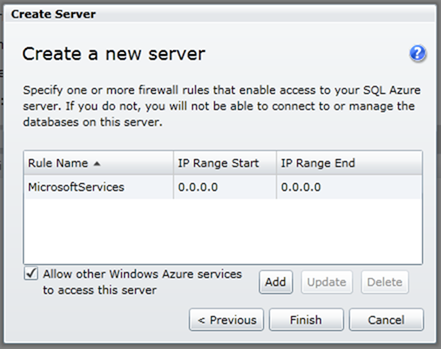 Create Server
Create a new server
?
Specify one or more firewall rules that enable access to your SQL Azure
server. If you do not, you will not be able to connect to or manage the
databases on this server.
Rule Name IP Range Start IP Range End
MicrosoftServices 0.0.0.0 0.0.0.0
Allow other Windows Azure services
to access this server
Add Update Delete
< Previous Finish Cancel